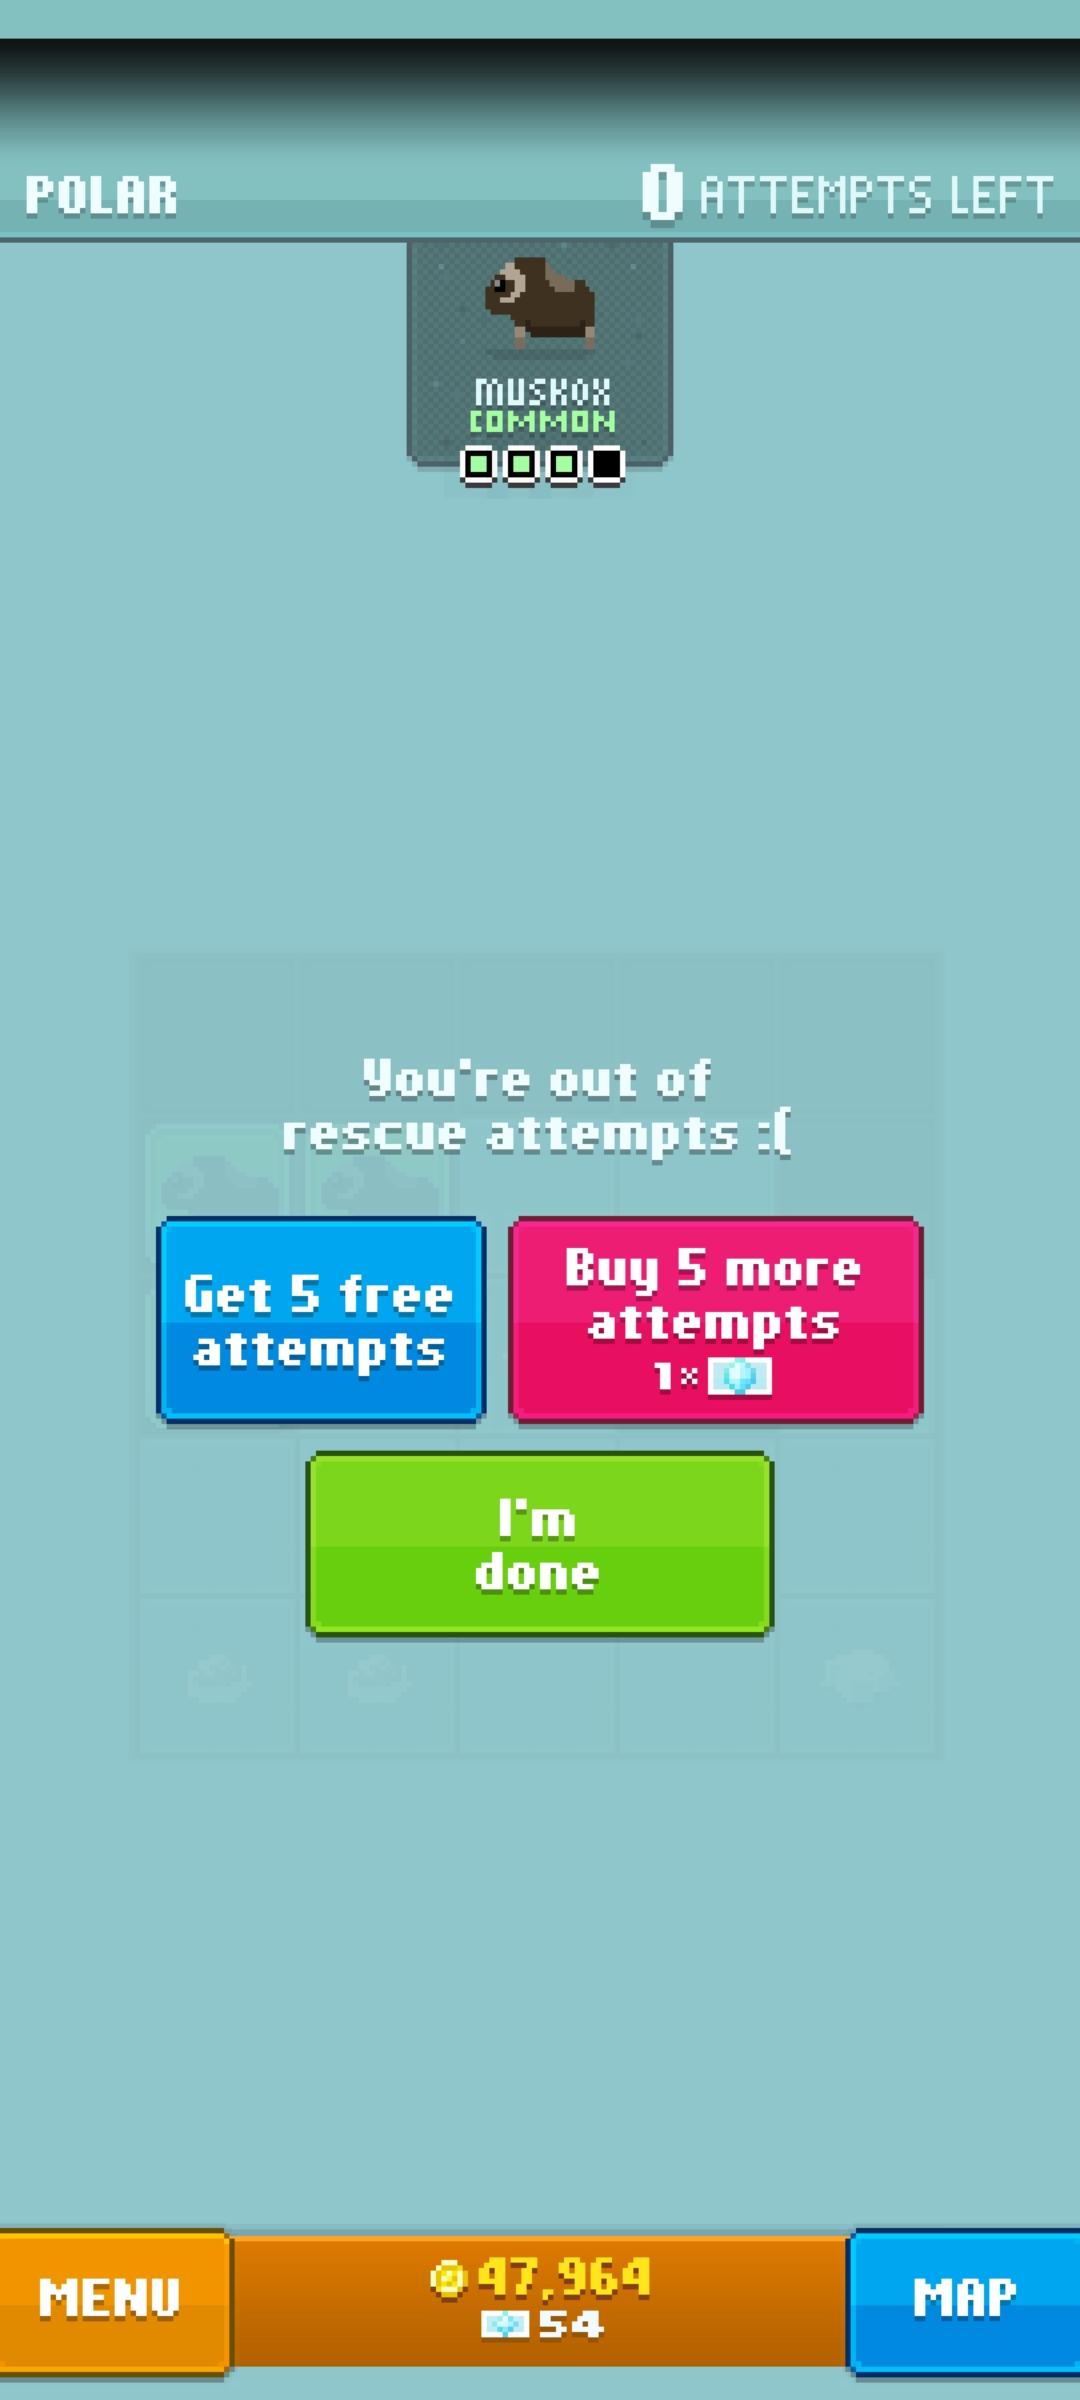 POLAR
0 ATTEMPTS LEFT
MUSKOX
COMMON
You're out of
rescue attempts :(
Get 5 free
attempts
Buy 5 more
attempts
1×
I'm
done
MENU
47,964
54
MAP